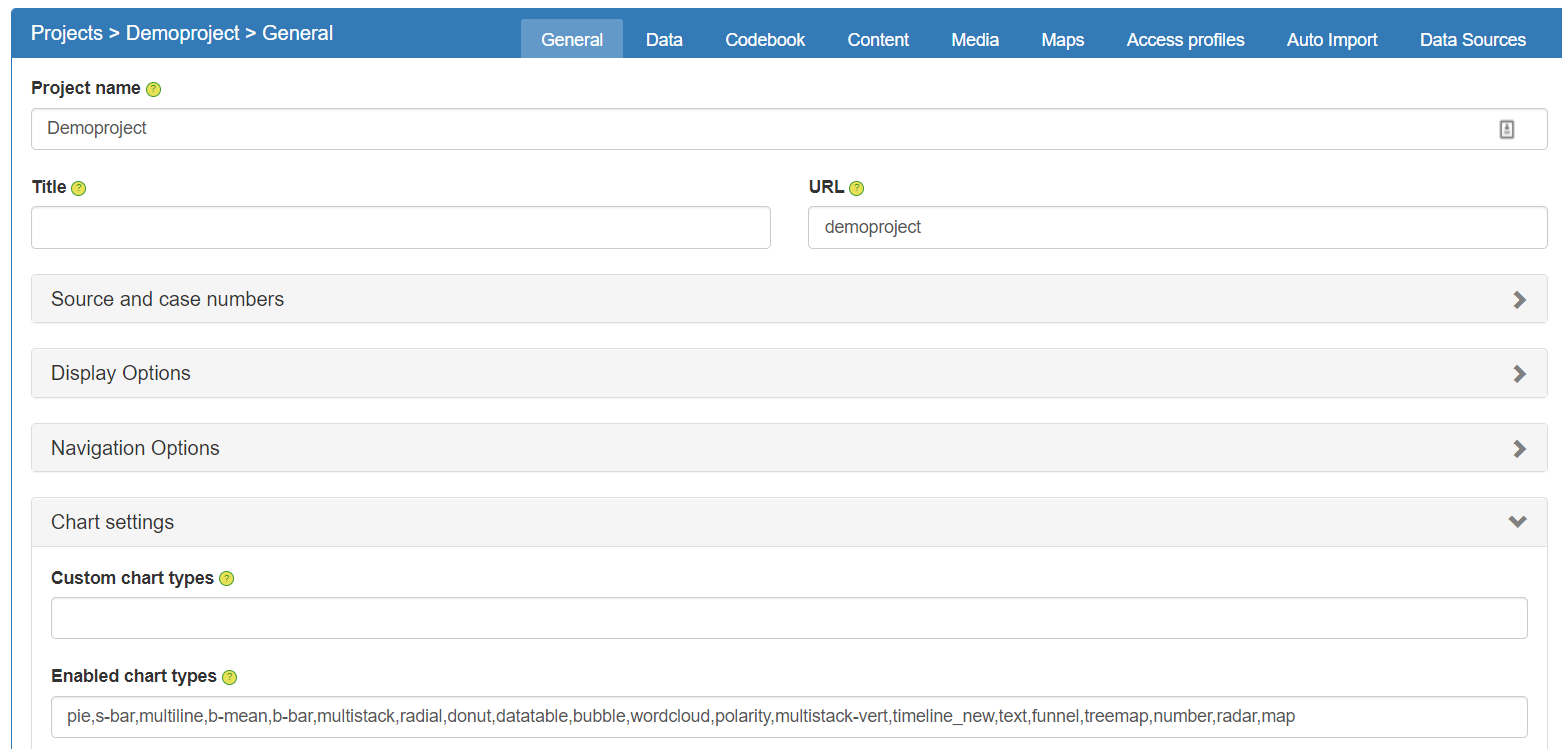 Projects > Demoproject > General
General Data Codebook Content Media Maps Access profiles Auto Import Data Sources
Project name ?
Demoproject
Title ? URL ?
demoproject
Source and case numbers
Display Options
Navigation Options
Chart settings
Custom chart types ?
Enabled chart types ?
pie,s-bar,multiline,b-mean,b-bar,multistack,radial,donut,datatable,bubble,wordcloud,polarity,multistack-vert,timeline_new,text,funnel,treemap,number,radar,map